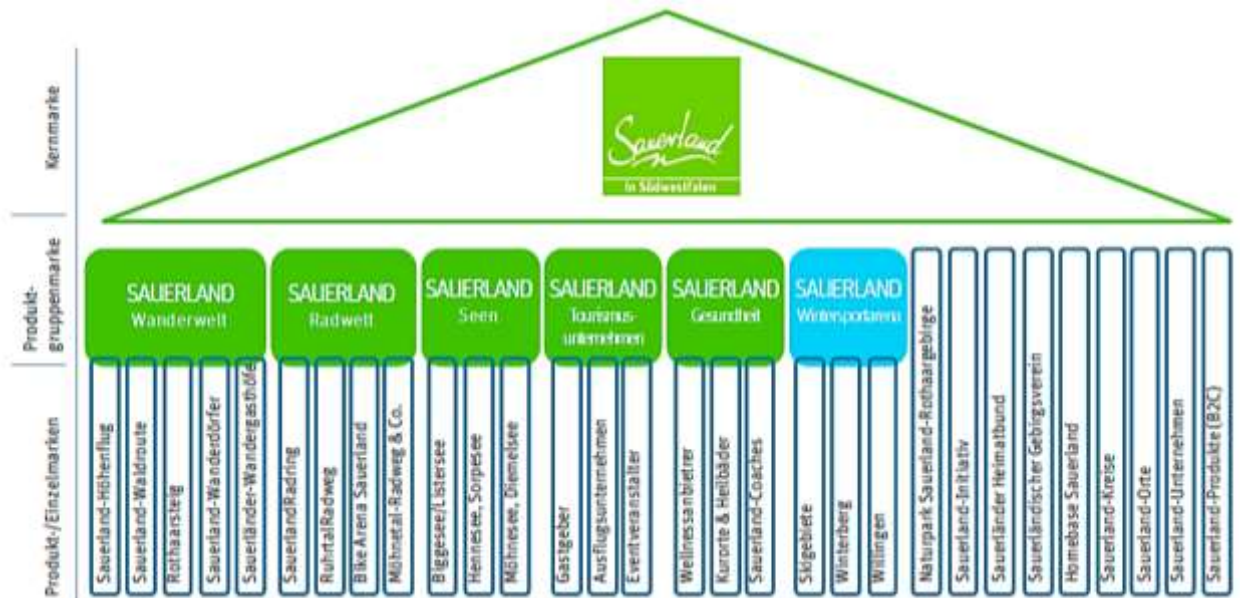 Kernmarke
Sauerland
in Südwestfalen
Produkt-
gruppenmarke
SAUERLAND
Wanderwelt
SAUERLAND
Radwelt
SAUERLAND
Seen
SAUERLAND
Tourismus-
unternehmen
SAUERLAND
Gesundheit
SAUERLAND
Wintersportarena
Produkt-/Einzelmarken
Sauerland-Höhenflug
Sauerland-Waldroute
Rothaarsteig
Sauerland-Wanderdörfer
Sauerländer-Wandergasthöfe
SauerlandRadring
RuhrtalRadweg
Bike Arena Sauerland
Möhnetal-Radweg & Co.
Biggesee/Listersee
Hennesee, Sorpesee
Möhnesee, Diemelsee
Gastgeber
Ausflugsunternehmen
Eventveranstalter
Wellnessanbieter
Kurorte & Heilbäder
Sauerland-Coaches
Skigebiete
Winterberg
Willingen
Naturpark Sauerland-Rothaargebirge
Sauerland-Initiativ
Sauerländer Heimatbund
Sauerländischer Gebirgsverein
Homebase Sauerland
Sauerland-Kreise
Sauerland-Orte
Sauerland-Unternehmen
Sauerland-Produkte (B2C)